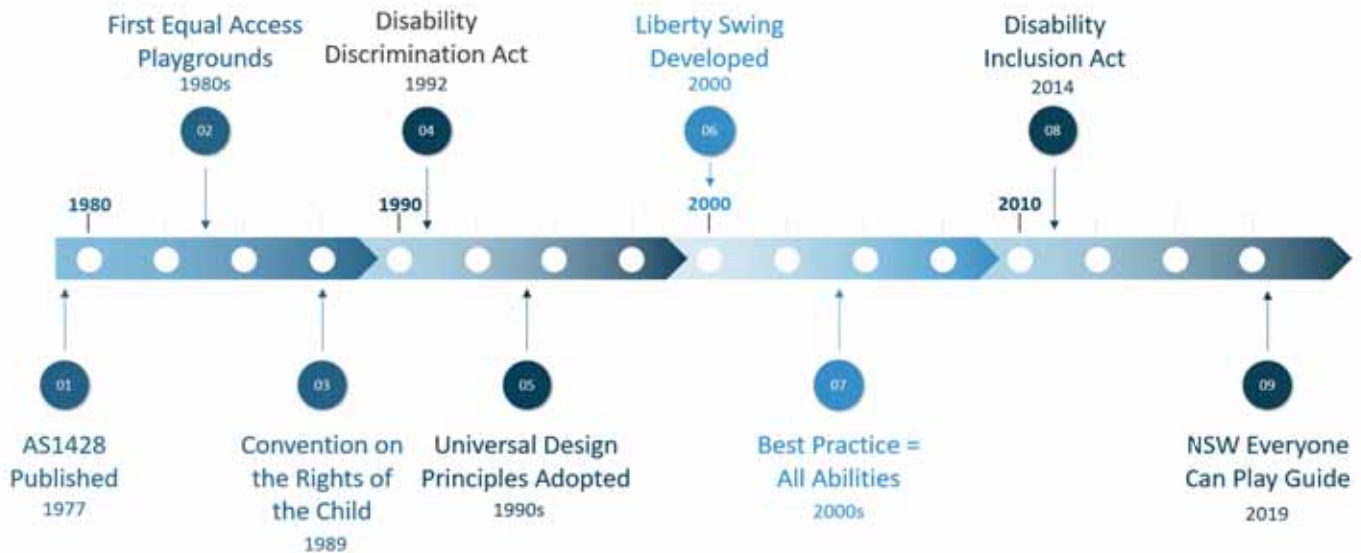 First Equal Access
Playgrounds
1980s
Disability
Discrimination Act
1992
Liberty Swing
Developed
2000
Disability
Inclusion Act
2014
02
04
06
08
1980
1990
2000
2010
01
03
05
07
09
AS1428
Published
1977
Convention on
the Rights of
the Child
1989
Universal Design
Principles Adopted
1990s
Best Practice =
All Abilities
2000s
NSW Everyone
Can Play Guide
2019